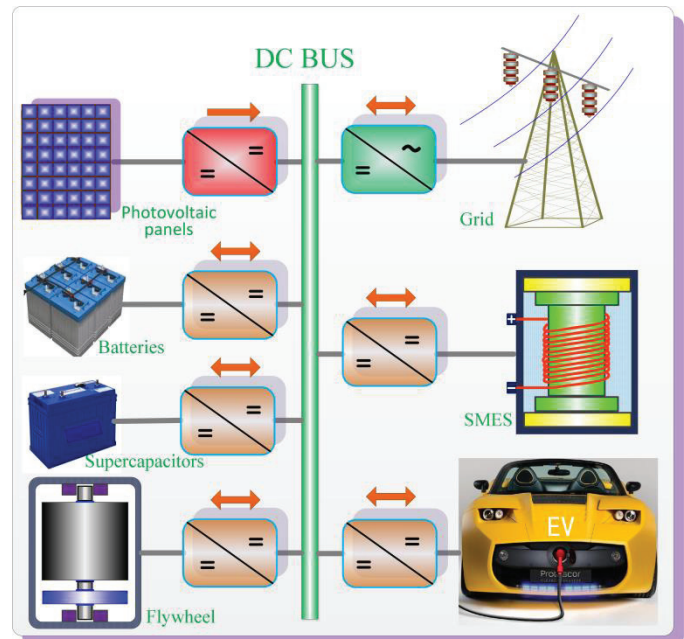 DC BUS
Photovoltaic
panels
Grid
Batteries
SMES
Supercapacitors
EV
Flywheel